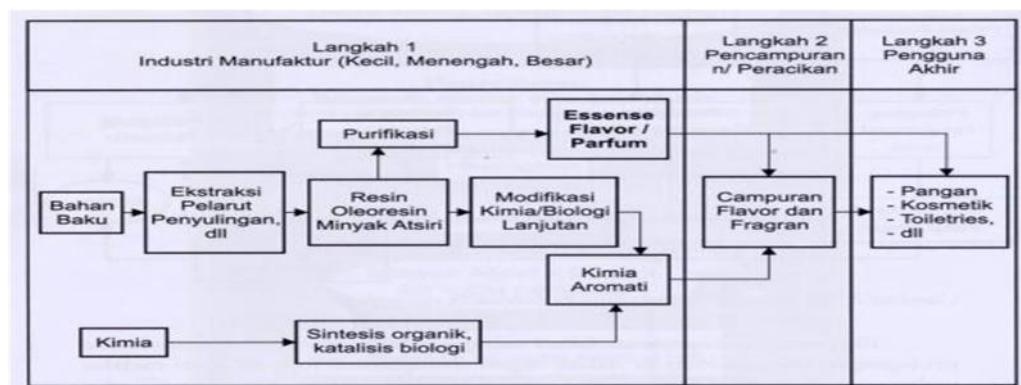 Langkah 1
Industri Manufaktur (Kecil, Menengah, Besar)
Langkah 2
Pencampuran
n/ Peracikan
Langkah 3
Pengguna
Akhir
Purifikasi
Essense
Flavor /
Parfum
Bahan
Baku
Ekstraksi
Pelarut
Penyulingan,
dll
Resin
Oleoresin
Minyak Atsiri
Modifikasi
Kimia/Biologi
Lanjutan
Campuran
Flavor dan
Fragran
- Pangan
- Kosmetik
- Toiletries,
- dll
Kimia
Aromati
Kimia
Sintesis organik,
katalisis biologi